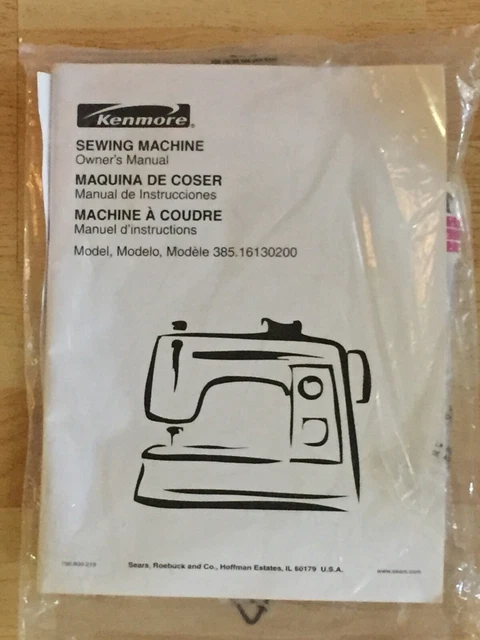 Kenmore®
SEWING MACHINE
Owner's Manual
MAQUINA DE COSER
Manual de Instrucciones
MACHINE À COUDRE
Manuel d'instructions
Model, Modelo, Modèle 385.16130200
Sears, Roebuck and Co., Hoffman Estates, IL 60179 U.S.A.
www.sears.com